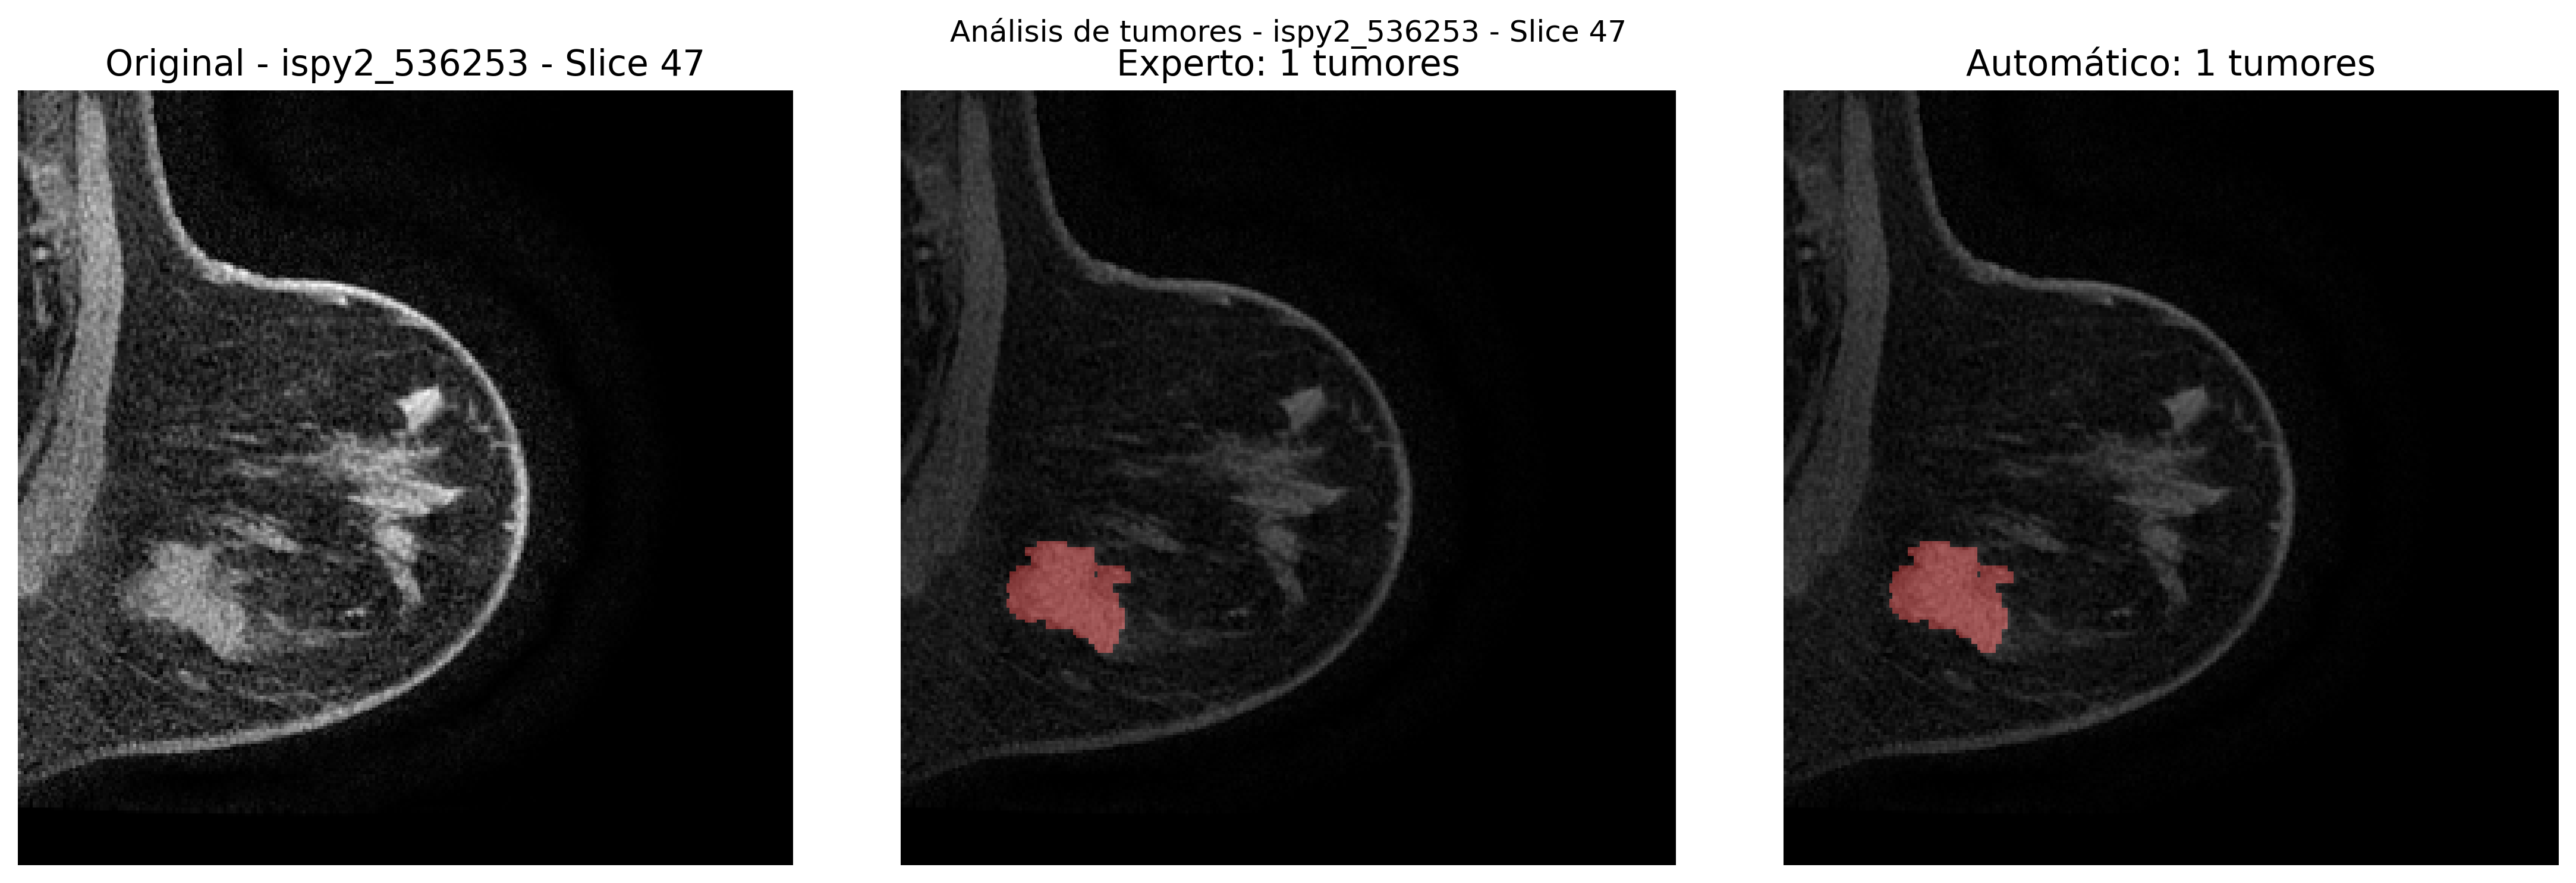 Análisis de tumores - ispy2_536253 - Slice 47
Original - ispy2_536253 - Slice 47
Experto: 1 tumores
Automático: 1 tumores